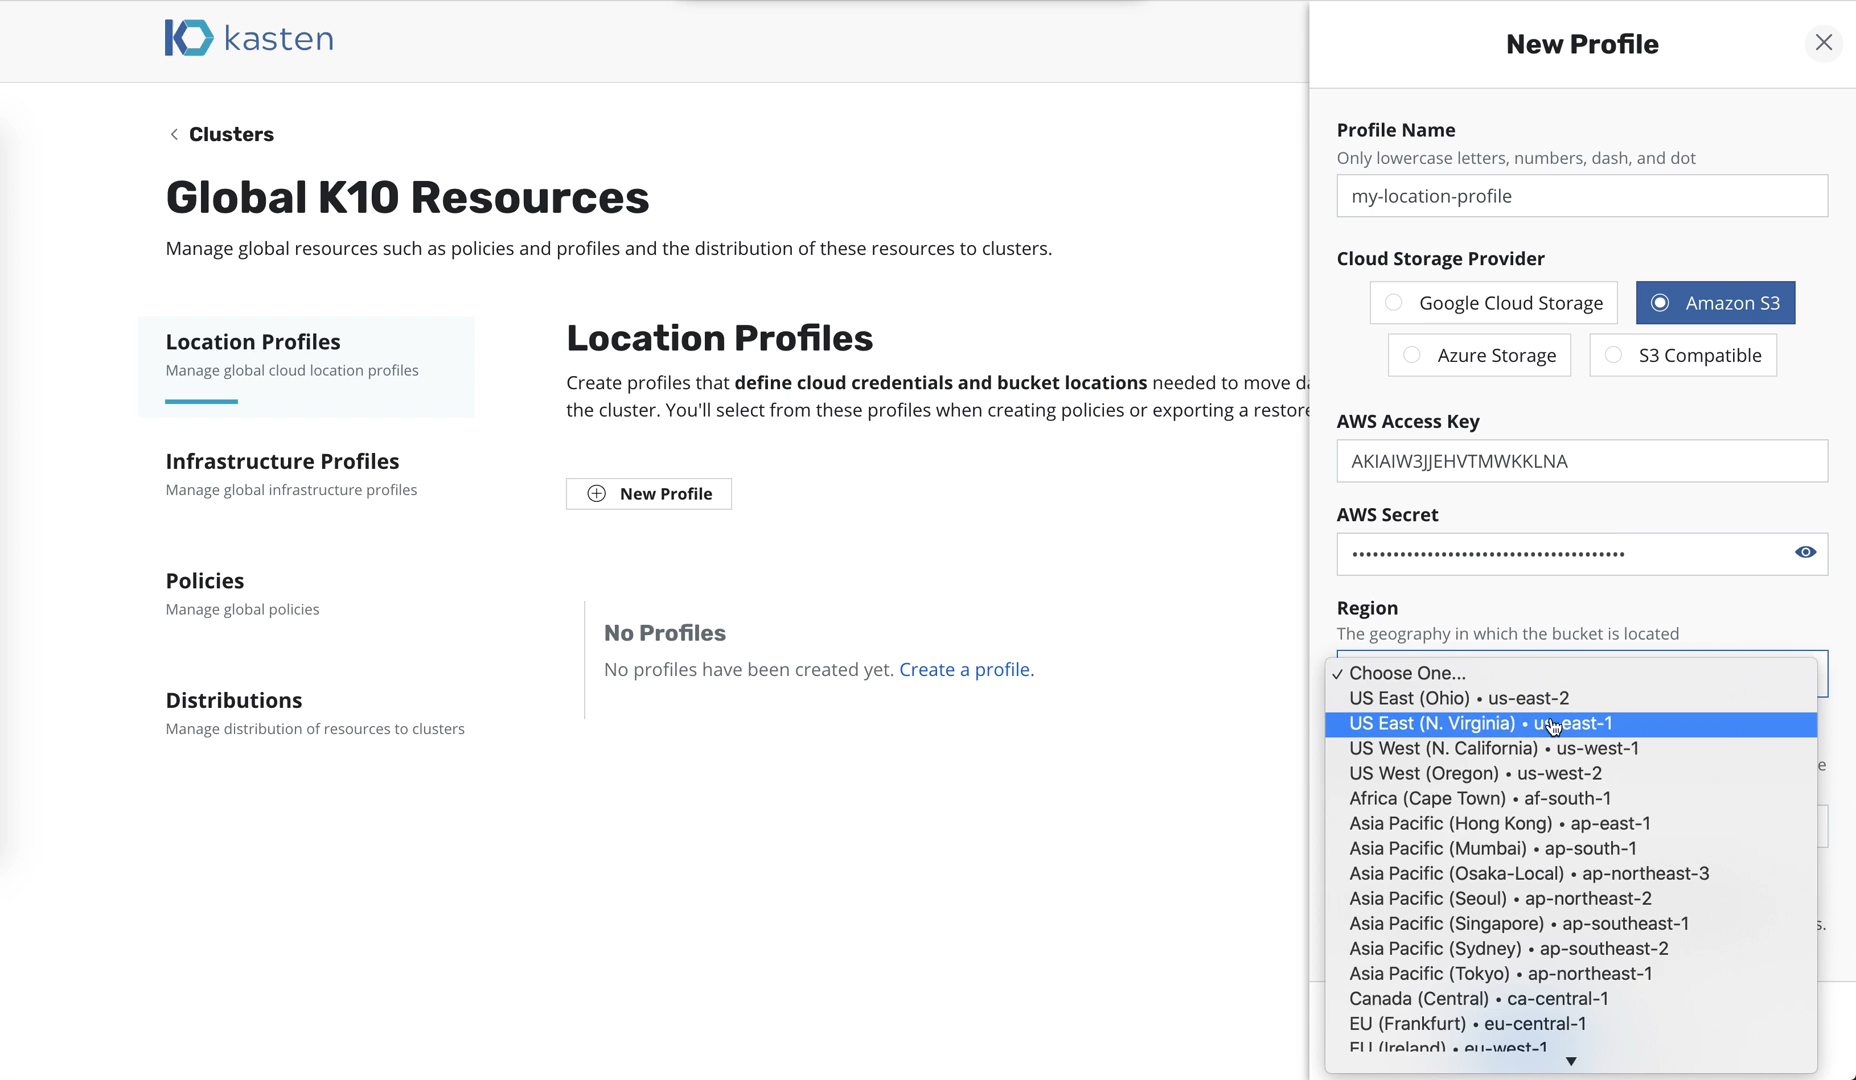 kasten
Clusters
Global K10 Resources
Manage global resources such as policies and profiles and the distribution of these resources to clusters.
Location Profiles
Manage global cloud location profiles
Infrastructure Profiles
Manage global infrastructure profiles
Policies
Manage global policies
Distributions
Manage distribution of resources to clusters
Location Profiles
Create profiles that define cloud credentials and bucket locations needed to move
the cluster. You'll select from these profiles when creating policies or exporting a restore
New Profile
No Profiles
No profiles have been created yet. Create a profile.
New Profile
Profile Name
Only lowercase letters, numbers, dash, and dot
my-location-profile
Cloud Storage Provider
Google Cloud Storage
Amazon S3
Azure Storage
S3 Compatible
AWS Access Key
AKIAIW3JJEHVTMWKKLNA
AWS Secret
Region
The geography in which the bucket is located
✓ Choose One...
US East (Ohio) • us-east-2
US East (N. Virginia) • us-east-1
US West (N. California) • us-west-1
US West (Oregon) • us-west-2
Africa (Cape Town) • af-south-1
Asia Pacific (Hong Kong) • ap-east-1
Asia Pacific (Mumbai) • ap-south-1
Asia Pacific (Osaka-Local) • ap-northeast-3
Asia Pacific (Seoul) • ap-northeast-2
Asia Pacific (Singapore) • ap-southeast-1
Asia Pacific (Sydney) • ap-southeast-2
Asia Pacific (Tokyo) • ap-northeast-1
Canada (Central) • ca-central-1
EU (Frankfurt) • eu-central-1
EU (Ireland) • eu-west-1